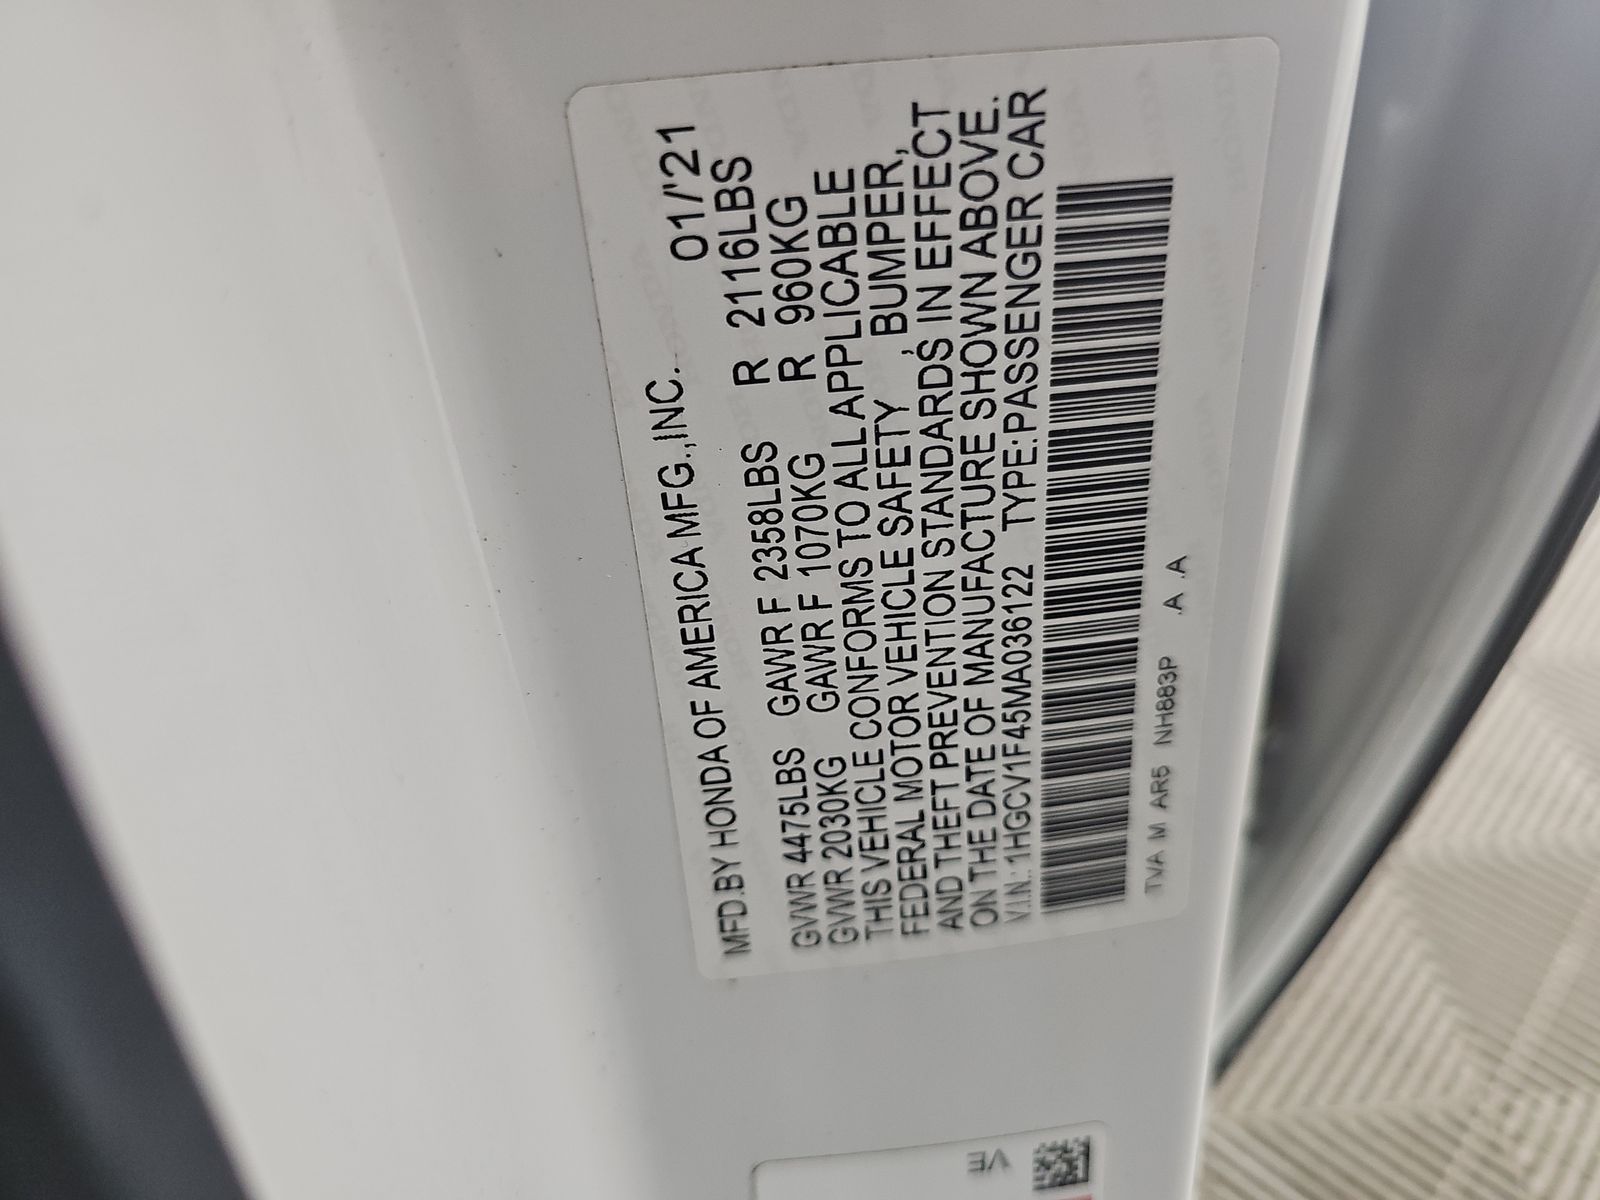 MFD.BY HONDA OF AMERICA MFG.,INC. 01/'21
GVWR 4475LBS GAWR F 2358LBS R 2116LBS
GVWR 2030KG GAWR F 1070KG R 960KG
THIS VEHICLE CONFORMS TO ALL APPLICABLE
FEDERAL MOTOR VEHICLE SAFETY , BUMPER,
AND THEFT PREVENTION STANDARDS IN EFFECT
ON THE DATE OF MANUFACTURE SHOWN ABOVE.
V.I.N.: 1HGCV1F45MA036122 TYPE:PASSENGER CAR
TVA M AR5 NH883P .A .A
VE